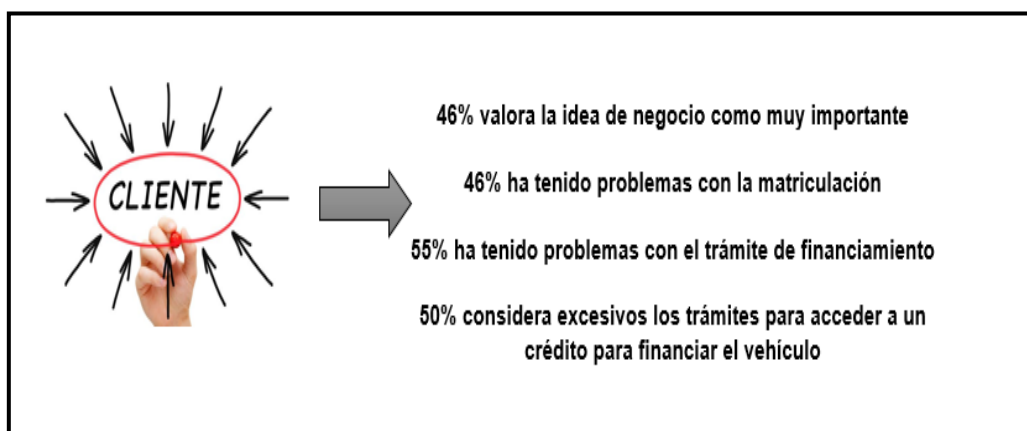 CLIENTE
46% valora la idea de negocio como muy importante
46% ha tenido problemas con la matriculación
55% ha tenido problemas con el trámite de financiamiento
50% considera excesivos los trámites para acceder a un
crédito para financiar el vehículo